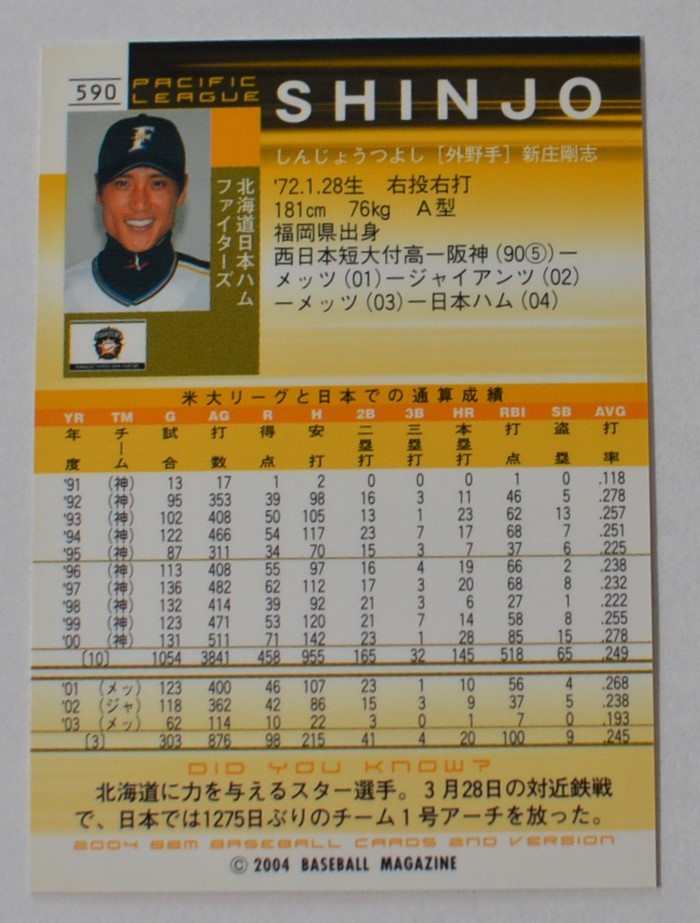 590
PACIFIC
LEAGUE
SHINJO
しんじょうつよし［外野手］新庄剛志
'72.1.28生　右投右打
181cm　76kg　A型
福岡県出身
西日本短大付高ー阪神（90⑤）ー
メッツ（01）ージャイアンツ（02）
ーメッツ（03）ー日本ハム（04）
北海道日本ハム
ファイターズ
米大リーグと日本での通算成績
YR TM G AG R H 2B 3B HR RBI SB AVG
年度 チーム 試合 打数 得点 安打 二塁打 三塁打 本塁打 打点 盗塁 打率
'91 （神） 13 17 1 2 0 0 0 1 0 .118
'92 （神） 95 353 39 98 16 3 11 46 5 .278
'93 （神） 102 408 50 105 13 1 23 62 13 .257
'94 （神） 122 466 54 117 23 7 17 68 7 .251
'95 （神） 87 311 34 70 15 3 7 37 6 .225
'96 （神） 113 408 55 97 16 4 19 66 2 .238
'97 （神） 136 482 62 112 17 3 20 68 8 .232
'98 （神） 132 414 39 92 21 3 6 27 1 .222
'99 （神） 123 471 53 120 21 7 14 58 8 .255
'00 （神） 131 511 71 142 23 1 28 85 15 .278
〔10〕 1054 3841 458 955 165 32 145 518 65 .249
'01 （メッ） 123 400 46 107 23 1 10 56 4 .268
'02 （ジャ） 118 362 42 86 15 3 9 37 5 .238
'03 （メッ） 62 114 10 22 3 0 1 7 0 .193
〔3〕 303 876 98 215 41 4 20 100 9 .245
DID YOU KNOW?
北海道に力を与えるスター選手。3月28日の対近鉄戦
で、日本では1275日ぶりのチーム1号アーチを放った。
2004 BBM BASEBALL CARDS 2ND VERSION
Ⓒ 2004 BASEBALL MAGAZINE